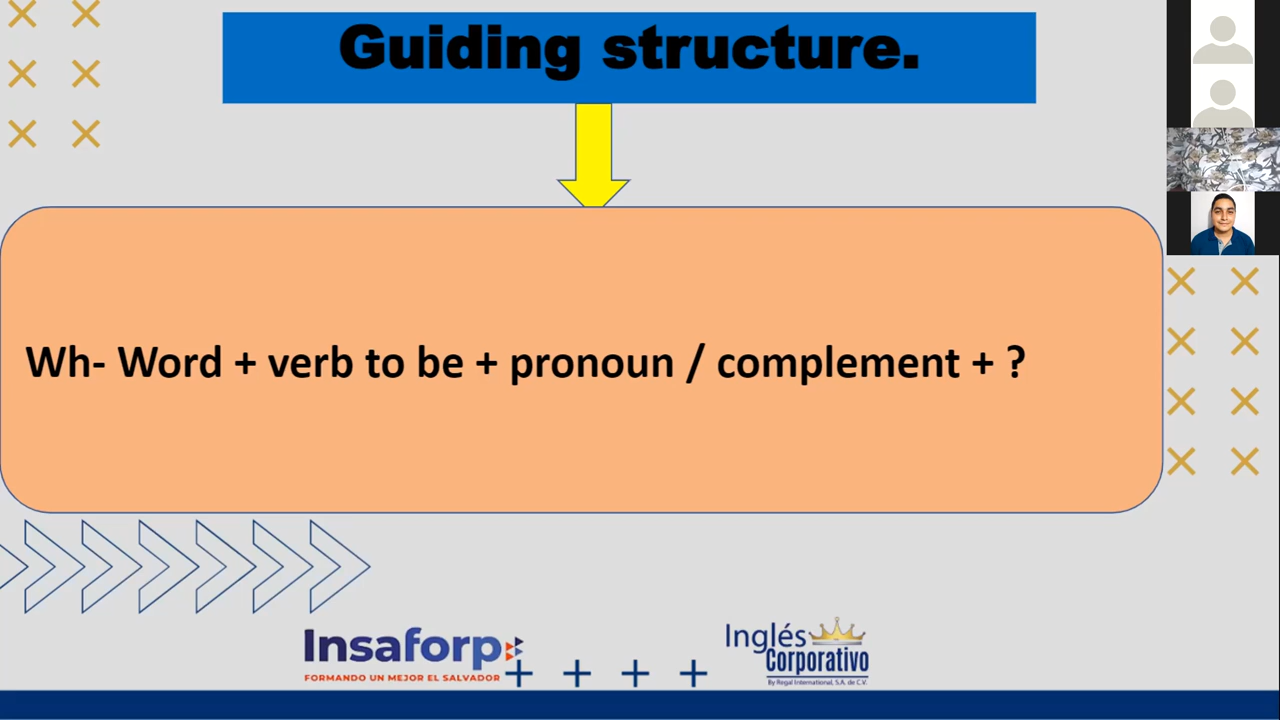 Guiding structure.
Wh- Word + verb to be + pronoun / complement + ?
Insaforp
FORMANDO UN MEJOR EL SALVADOR
Inglés
Corporativo
By Regal International, S.A. de C.V.